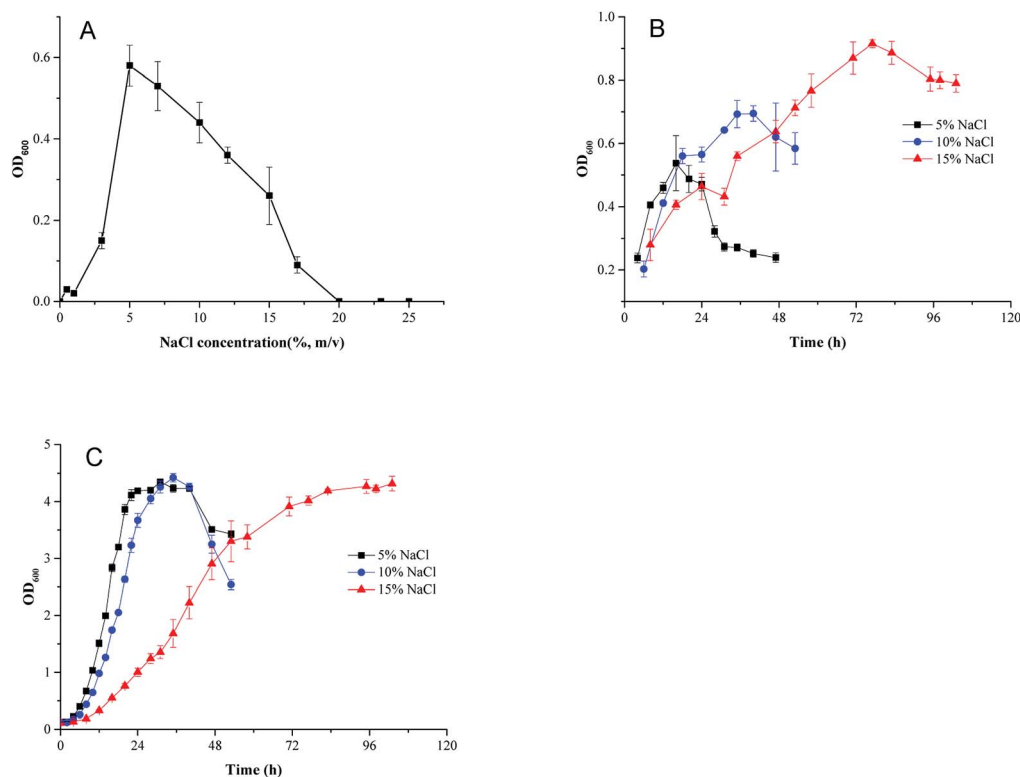 A
OD600
0.6
0.4
0.2
0.0
0 5 10 15 20 25
NaCl concentration(%, m/v)
B
OD600
1.0
0.8
0.6
0.4
0.2
5% NaCl
10% NaCl
15% NaCl
0 24 48 72 96 120
Time (h)
C
OD600
5
4
3
2
1
0
5% NaCl
10% NaCl
15% NaCl
0 24 48 72 96 120
Time (h)